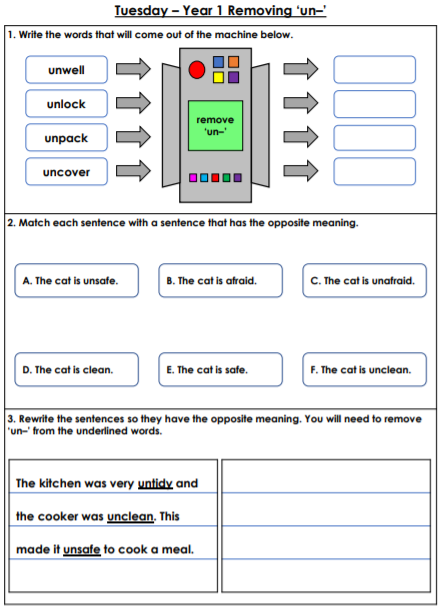 Tuesday – Year 1 Removing ‘un–’
1. Write the words that will come out of the machine below.
unwell
unlock
unpack
uncover
remove
‘un–’
2. Match each sentence with a sentence that has the opposite meaning.
A. The cat is unsafe.
B. The cat is afraid.
C. The cat is unafraid.
D. The cat is clean.
E. The cat is safe.
F. The cat is unclean.
3. Rewrite the sentences so they have the opposite meaning. You will need to remove
‘un–’ from the underlined words.
The kitchen was very untidy and
the cooker was unclean. This
made it unsafe to cook a meal.